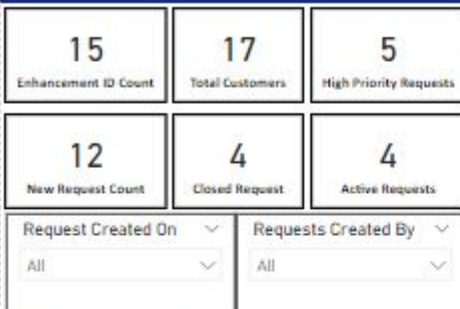 15 17 5
Enhancement ID Count Total Customers High Priority Requests
12 4 4
New Request Count Closed Request Active Requests
Request Created On Requests Created By
All All